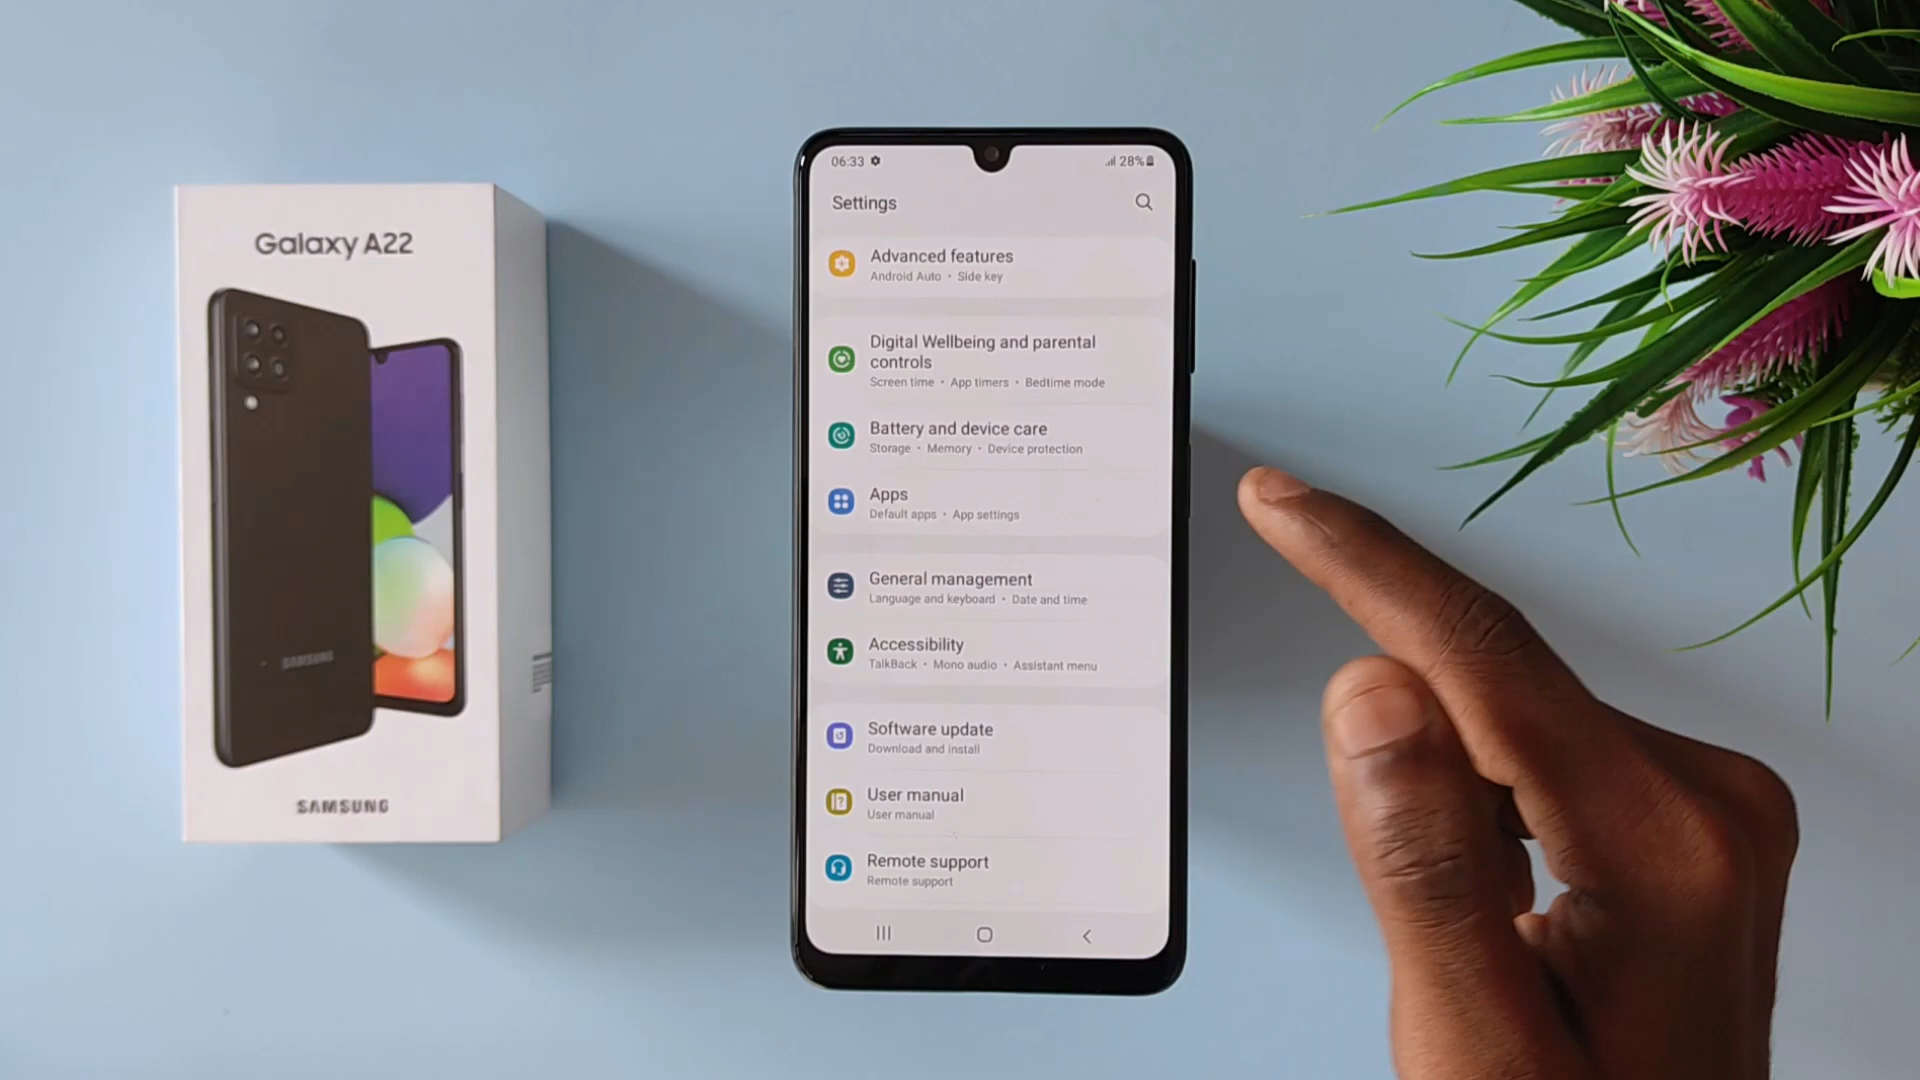 Galaxy A22
SAMSUNG
SAMSUNG
06:33
28%
Settings
Advanced features
Android Auto • Side key
Digital Wellbeing and parental
controls
Screen time • App timers • Bedtime mode
Battery and device care
Storage • Memory • Device protection
Apps
Default apps • App settings
General management
Language and keyboard • Date and time
Accessibility
TalkBack • Mono audio • Assistant menu
Software update
Download and install
User manual
User manual
Remote support
Remote support